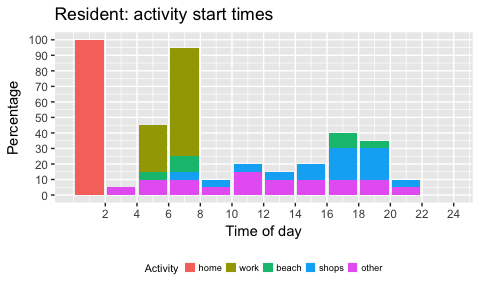 Resident: activity start times
100
90
80
70
60
50
40
30
20
10
0
Percentage
2 4 6 8 10 12 14 16 18 20 22 24
Time of day
Activity home work beach shops other